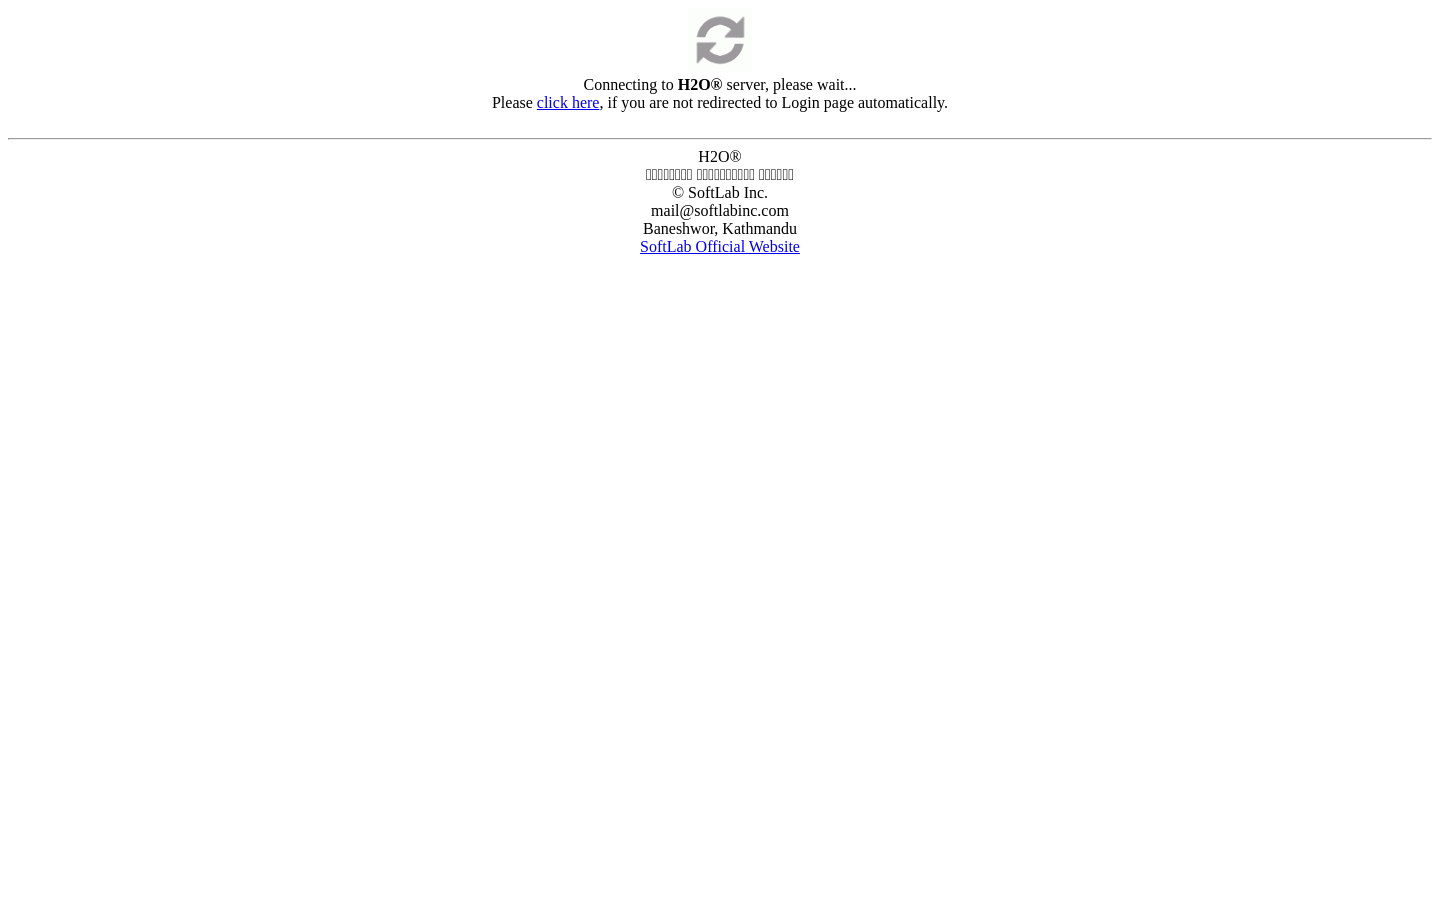 Connecting to H2O® server, please wait...
Please click here, if you are not redirected to Login page automatically.
H2O®
© SoftLab Inc.
mail@softlabinc.com
Baneshwor, Kathmandu
SoftLab Official Website